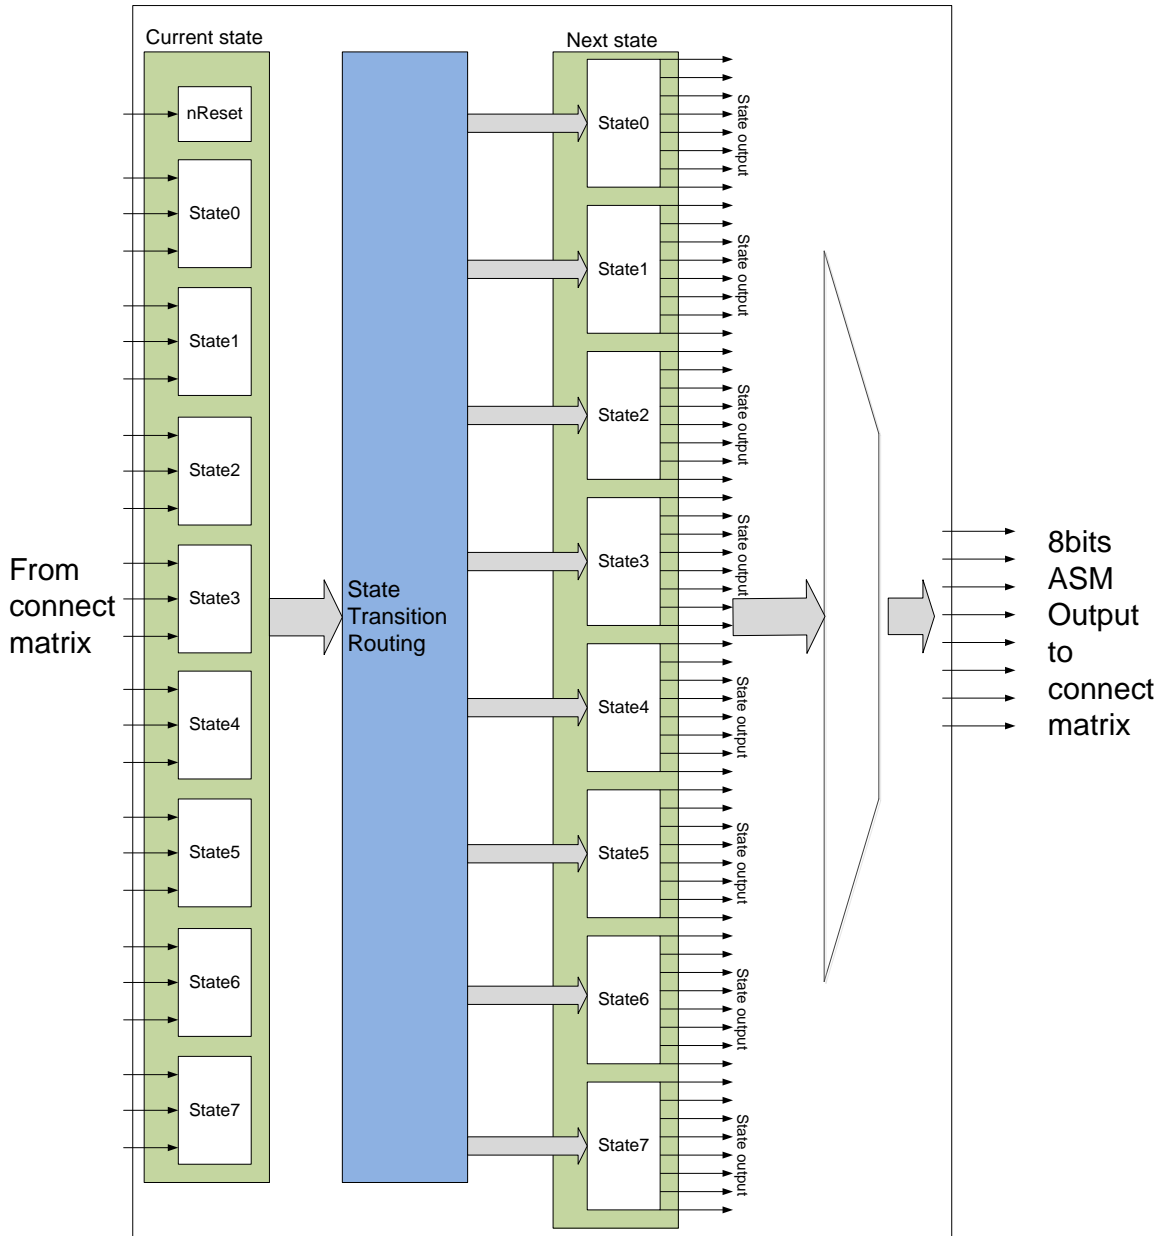 Current state
nReset
State0
State1
State2
State3
State4
State5
State6
State7
From
connect
matrix
State
Transition
Routing
Next state
State0
State1
State2
State3
State4
State5
State6
State7
State output
State output
State output
State output
State output
State output
State output
State output
8bits
ASM
Output
to
connect
matrix